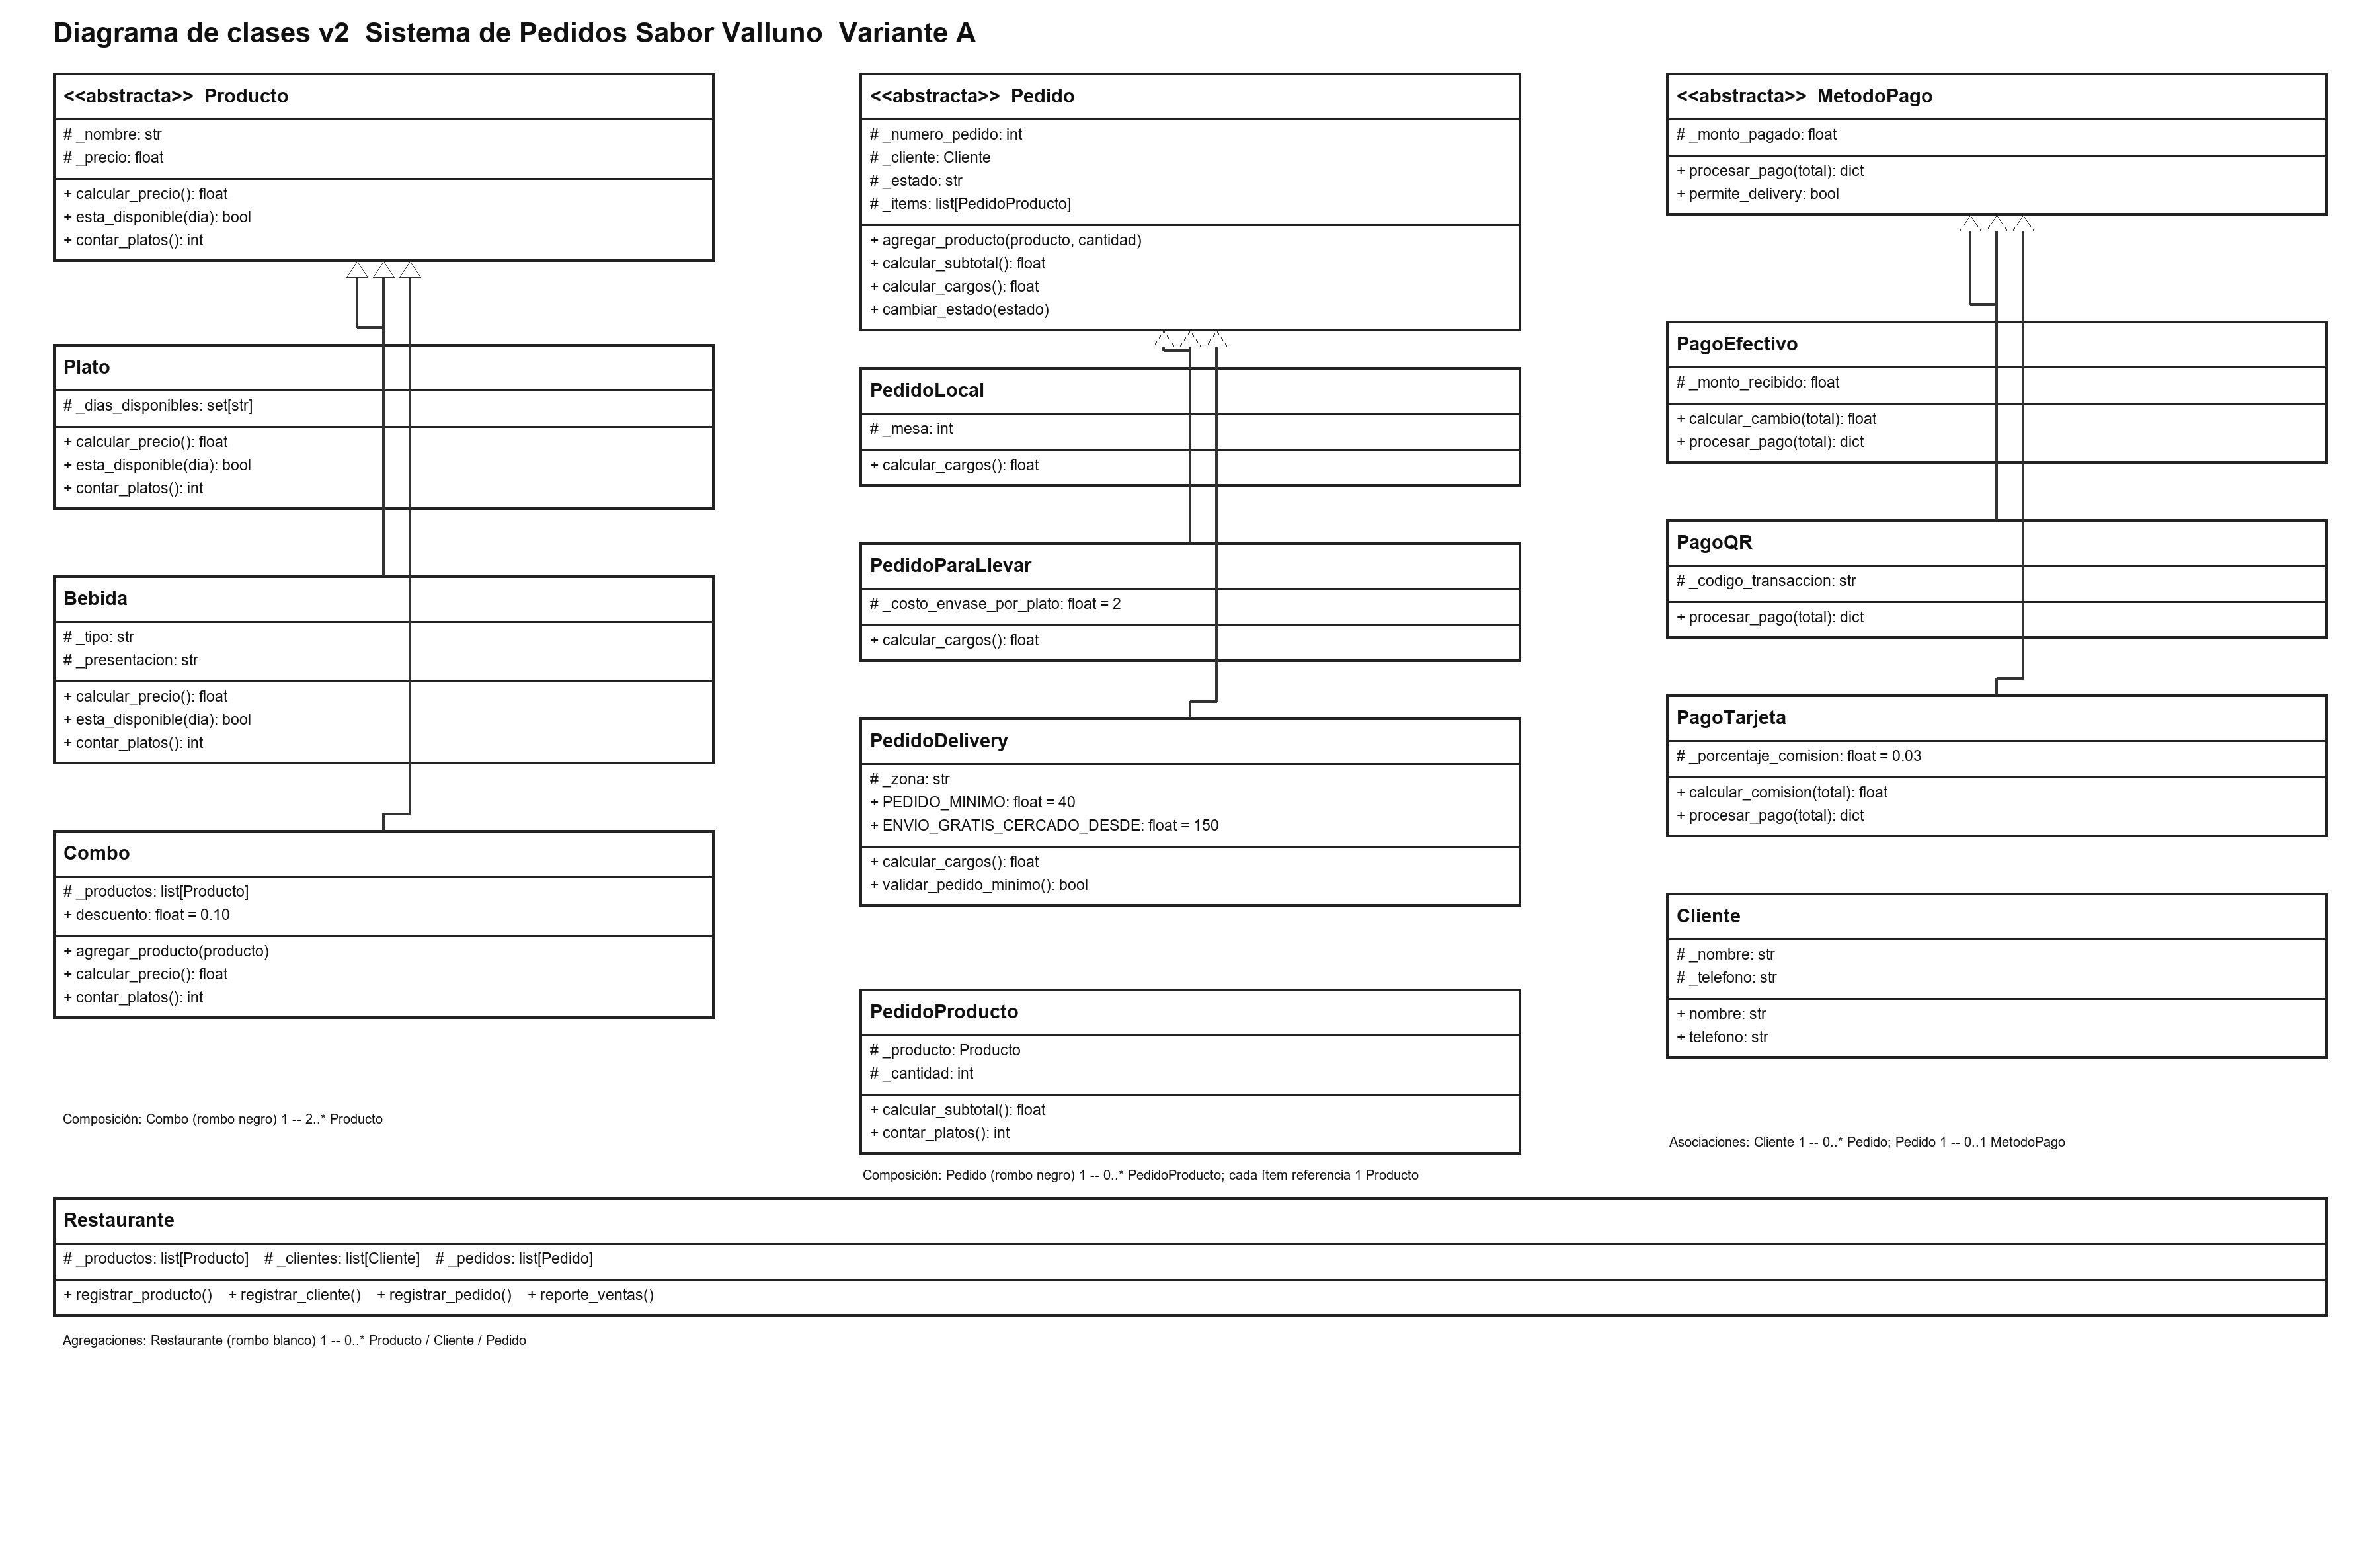 Diagrama de clases v2  Sistema de Pedidos Sabor Valluno  Variante A
<<abstracta>>  Producto
# _nombre: str
# _precio: float
+ calcular_precio(): float
+ esta_disponible(dia): bool
+ contar_platos(): int
Plato
# _dias_disponibles: set[str]
+ calcular_precio(): float
+ esta_disponible(dia): bool
+ contar_platos(): int
Bebida
# _tipo: str
# _presentacion: str
+ calcular_precio(): float
+ esta_disponible(dia): bool
+ contar_platos(): int
Combo
# _productos: list[Producto]
+ descuento: float = 0.10
+ agregar_producto(producto)
+ calcular_precio(): float
+ contar_platos(): int
Composición: Combo (rombo negro) 1 -- 2..* Producto
<<abstracta>>  Pedido
# _numero_pedido: int
# _cliente: Cliente
# _estado: str
# _items: list[PedidoProducto]
+ agregar_producto(producto, cantidad)
+ calcular_subtotal(): float
+ calcular_cargos(): float
+ cambiar_estado(estado)
PedidoLocal
# _mesa: int
+ calcular_cargos(): float
PedidoParaLlevar
# _costo_envase_por_plato: float = 2
+ calcular_cargos(): float
PedidoDelivery
# _zona: str
+ PEDIDO_MINIMO: float = 40
+ ENVIO_GRATIS_CERCADO_DESDE: float = 150
+ calcular_cargos(): float
+ validar_pedido_minimo(): bool
PedidoProducto
# _producto: Producto
# _cantidad: int
+ calcular_subtotal(): float
+ contar_platos(): int
Composición: Pedido (rombo negro) 1 -- 0..* PedidoProducto; cada ítem referencia 1 Producto
<<abstracta>>  MetodoPago
# _monto_pagado: float
+ procesar_pago(total): dict
+ permite_delivery: bool
PagoEfectivo
# _monto_recibido: float
+ calcular_cambio(total): float
+ procesar_pago(total): dict
PagoQR
# _codigo_transaccion: str
+ procesar_pago(total): dict
PagoTarjeta
# _porcentaje_comision: float = 0.03
+ calcular_comision(total): float
+ procesar_pago(total): dict
Cliente
# _nombre: str
# _telefono: str
+ nombre: str
+ telefono: str
Asociaciones: Cliente 1 -- 0..* Pedido; Pedido 1 -- 0..1 MetodoPago
Restaurante
# _productos: list[Producto]    # _clientes: list[Cliente]    # _pedidos: list[Pedido]
+ registrar_producto()    + registrar_cliente()    + registrar_pedido()    + reporte_ventas()
Agregaciones: Restaurante (rombo blanco) 1 -- 0..* Producto / Cliente / Pedido